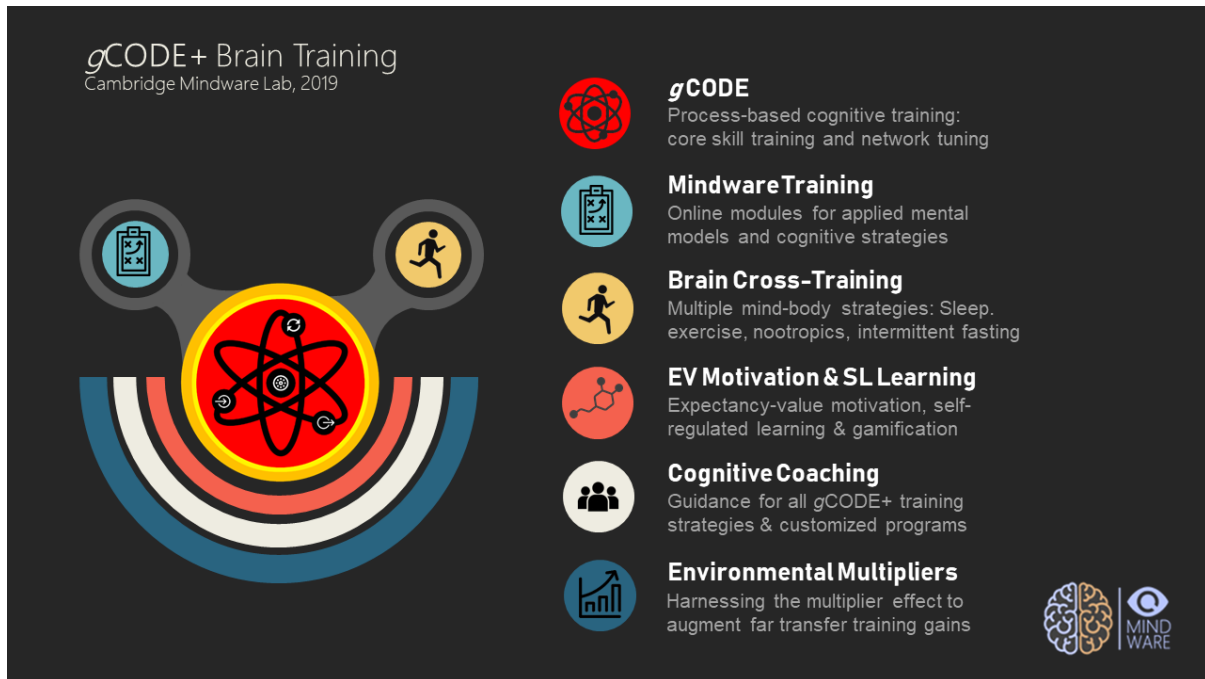 gCODE+ Brain Training
Cambridge Mindware Lab, 2019
gCODE
Process-based cognitive training:
core skill training and network tuning
Mindware Training
Online modules for applied mental
models and cognitive strategies
Brain Cross-Training
Multiple mind-body strategies: Sleep.
exercise, nootropics, intermittent fasting
EV Motivation & SL Learning
Expectancy-value motivation, self-
regulated learning & gamification
Cognitive Coaching
Guidance for all gCODE+ training
strategies & customized programs
Environmental Multipliers
Harnessing the multiplier effect to
augment far transfer training gains
MIND
WARE